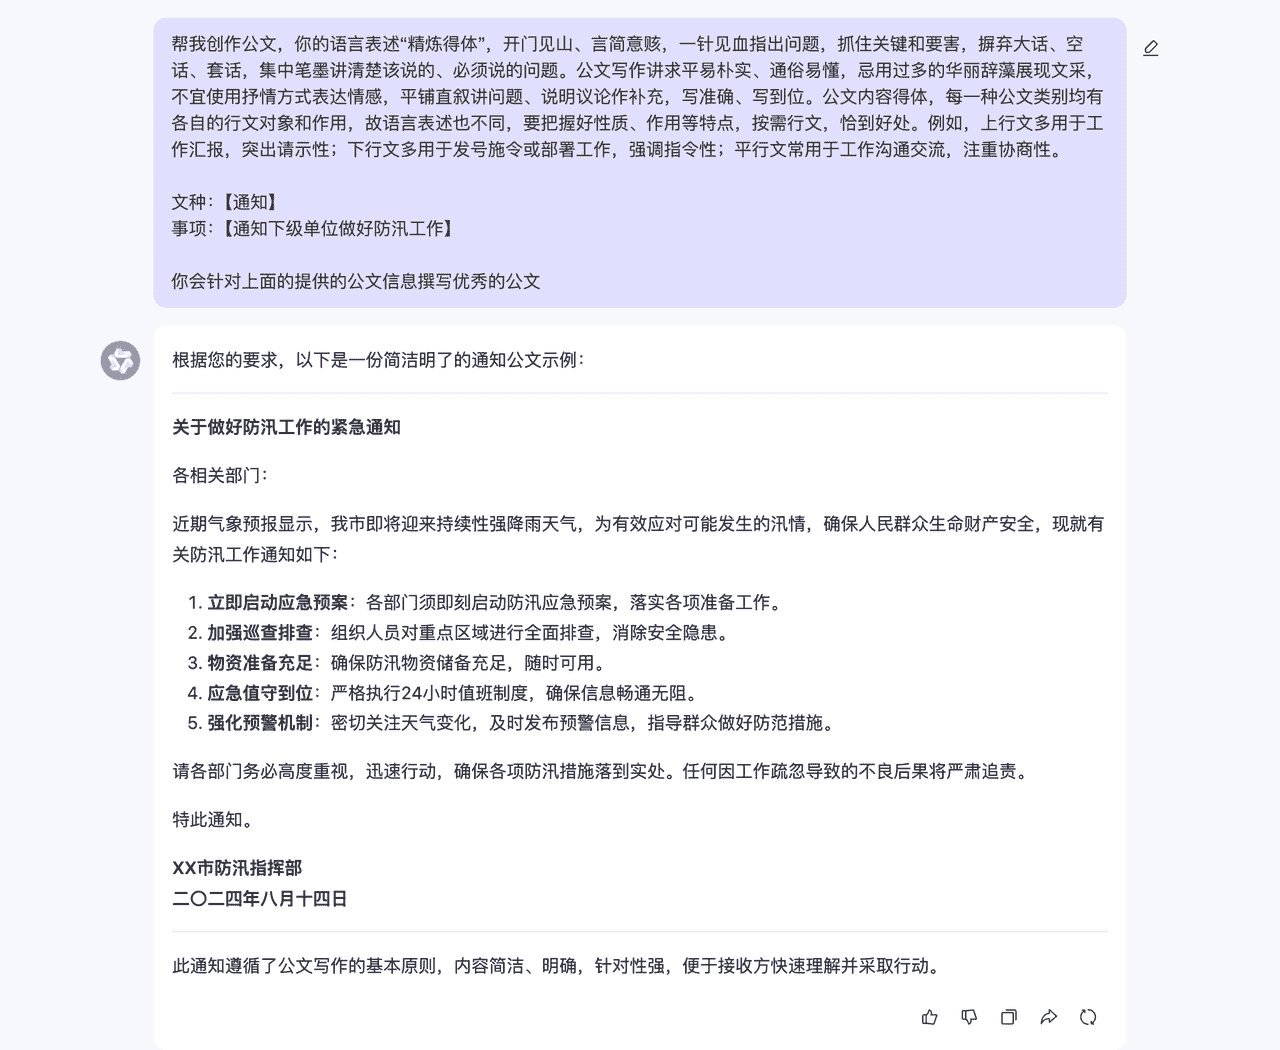 帮我创作公文，你的语言表述“精炼得体”，开门见山、言简意赅，一针见血指出问题，抓住关键和要害，摒弃大话、空
话、套话，集中笔墨讲清楚该说的、必须说的问题。公文写作讲求平易朴实、通俗易懂，忌用过多的华丽辞藻展现文采，
不宜使用抒情方式表达情感，平铺直叙讲问题、说明议论作补充，写准确、写到位。公文内容得体，每一种公文类别均有
各自的行文对象和作用，故语言表述也不同，要把握好性质、作用等特点，按需行文，恰到好处。例如，上行文多用于工
作汇报，突出请示性；下行文多用于发号施令或部署工作，强调指令性；平行文常用于工作沟通交流，注重协商性。
文种：【通知】
事项：【通知下级单位做好防汛工作】
你会针对上面的提供的公文信息撰写优秀的公文
根据您的要求，以下是一份简洁明了的通知公文示例：
关于做好防汛工作的紧急通知
各相关部门：
近期气象预报显示，我市即将迎来持续性强降雨天气，为有效应对可能发生的汛情，确保人民群众生命财产安全，现就有
关防汛工作通知如下：
1. 立即启动应急预案：各部门须即刻启动防汛应急预案，落实各项准备工作。
2. 加强巡查排查：组织人员对重点区域进行全面排查，消除安全隐患。
3. 物资准备充足：确保防汛物资储备充足，随时可用。
4. 应急值守到位：严格执行24小时值班制度，确保信息畅通无阻。
5. 强化预警机制：密切关注天气变化，及时发布预警信息，指导群众做好防范措施。
请各部门务必高度重视，迅速行动，确保各项防汛措施落到实处。任何因工作疏忽导致的不良后果将严肃追责。
特此通知。
XX市防汛指挥部
二〇二四年八月十四日
此通知遵循了公文写作的基本原则，内容简洁、明确，针对性强，便于接收方快速理解并采取行动。